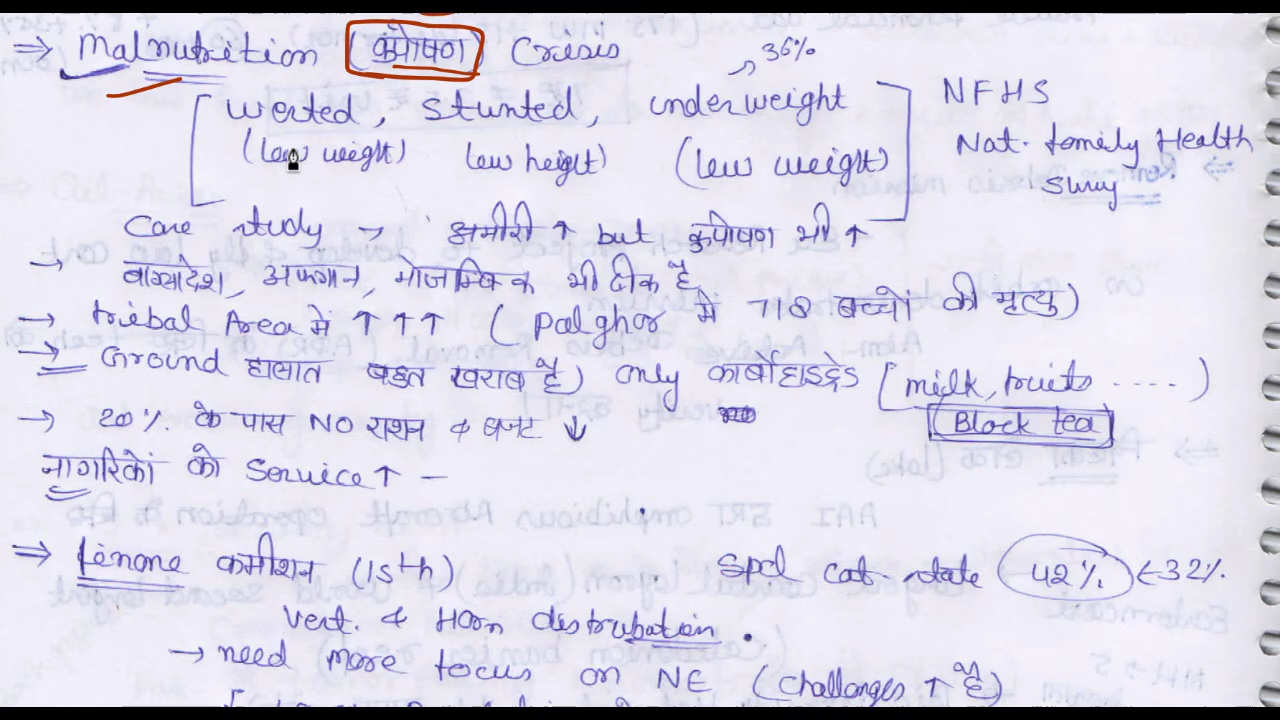 ⇒ Malnutrition (कुपोषण) Crisis → 36%
[ Wasted, Stunted, underweight ] NFHS
(low weight) low height) (low weight) Nat. family Health
Survey
Case study → अमीरी ↑ but कुपोषण भी ↑
→ बांग्लादेश, अफगान, मोजाम्बिक भी ठीक है
→ tribal Area में ↑ ↑ ↑ (Palghar में 718 बच्चों की मृत्यु)
→ Ground हालात बहुत खराब है) only कार्बोहाइड्रेड [milk, fruits ....)
→ 20% के पास NO राशन & बजट ↓ Black tea
नागरिकों को Service ↑ -
⇒ finance कमीशन (15th) Spcl cat. state 42% ← 32%
Vert. & Hori distrubation.
→ need more focus on NE (challenges ↑ है)